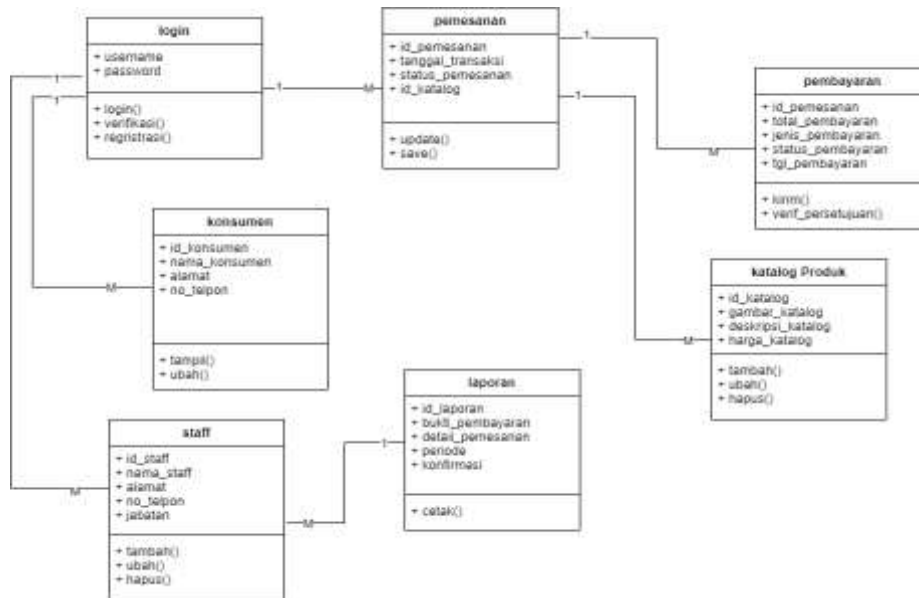 login
+ username
+ password
+ login()
+ verifikasi()
+ regristrasi()
pemesanan
+ id_pemesanan
+ tanggal_transaksi
+ status_pemesanan
+ id_katalog
+ update()
+ save()
pembayaran
+ id_pemesanan
+ total_pembayaran
+ jenis_pembayaran
+ status_pembayaran
+ tgl_pembayaran
+ kirim()
+ verif_persetujuan()
konsumen
+ id_konsumen
+ nama_konsumen
+ alamat
+ no_telpon
+ tampil()
+ ubah()
katalog Produk
+ id_katalog
+ gambar_katalog
+ deskripsi_katalog
+ harga_katalog
+ tambah()
+ ubah()
+ hapus()
laporan
+ id_laporan
+ bukti_pembayaran
+ detail_pemesanan
+ periode
+ konfirmasi
+ cetak()
staff
+ id_staff
+ nama_staff
+ alamat
+ no_telpon
+ jabatan
+ tambah()
+ ubah()
+ hapus()
1
1
1
M
1
M
1
M
M
M
1
M